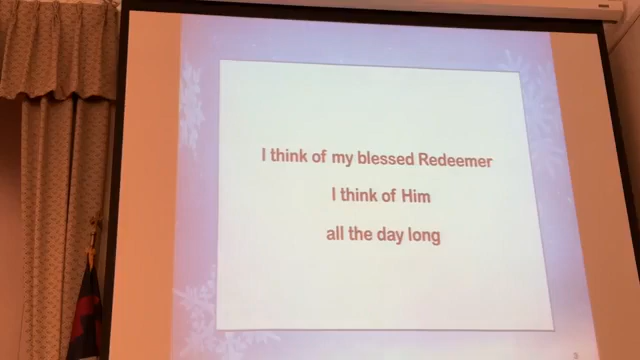 I think of my blessed Redeemer
I think of Him
all the day long